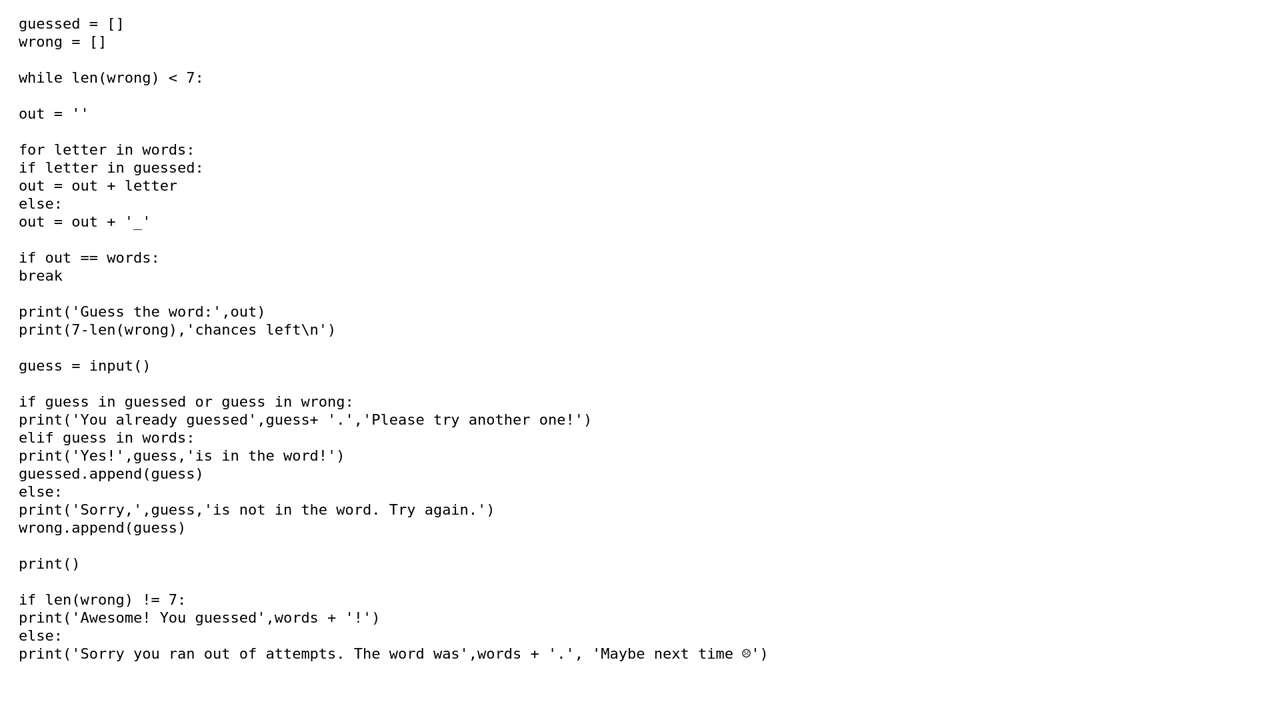 guessed = []
wrong = []
while len(wrong) < 7:
out = ''
for letter in words:
if letter in guessed:
out = out + letter
else:
out = out + '_'
if out == words:
break
print('Guess the word:',out)
print(7-len(wrong),'chances left\n')
guess = input()
if guess in guessed or guess in wrong:
print('You already guessed',guess+ '.','Please try another one!')
elif guess in words:
print('Yes!',guess,'is in the word!')
guessed.append(guess)
else:
print('Sorry,',guess,'is not in the word. Try again.')
wrong.append(guess)
print()
if len(wrong) != 7:
print('Awesome! You guessed',words + '!')
else:
print('Sorry you ran out of attempts. The word was',words + '.', 'Maybe next time ☹')